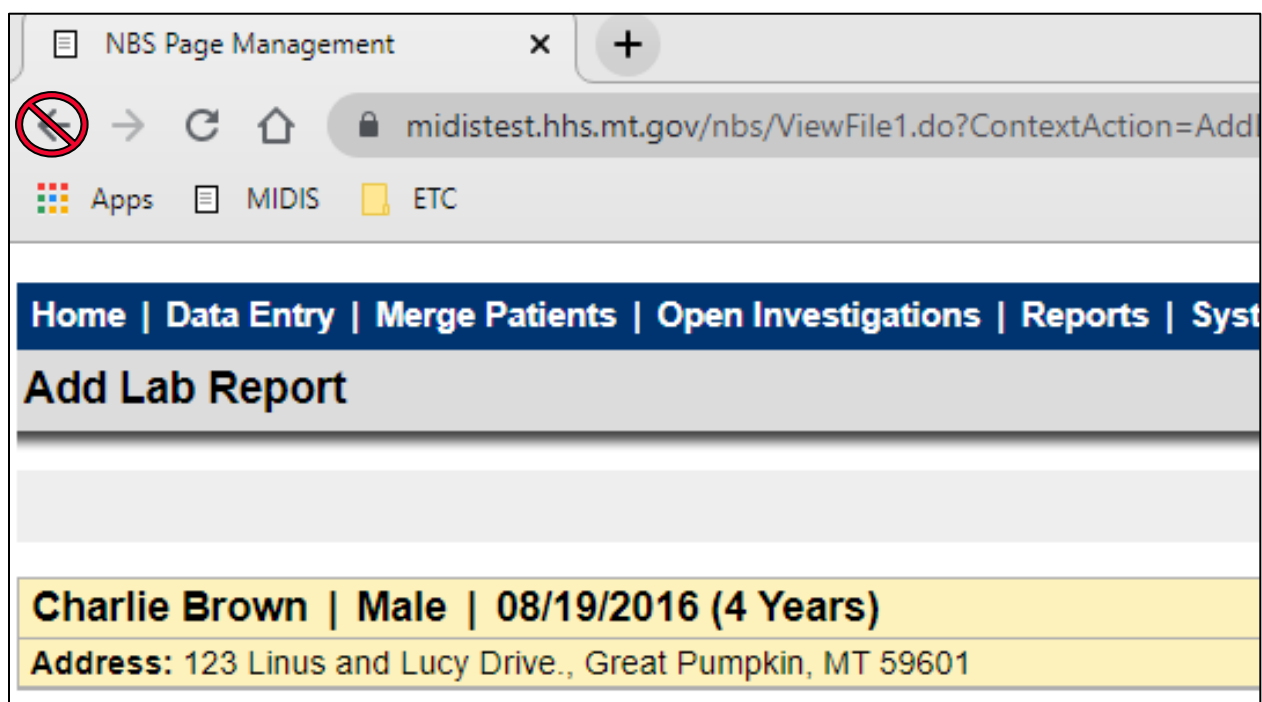 NBS Page Management
midistest.hhs.mt.gov/nbs/ViewFile1.do?ContextAction=Add
Apps MIDIS ETC
Home | Data Entry | Merge Patients | Open Investigations | Reports | Syst
Add Lab Report
Charlie Brown | Male | 08/19/2016 (4 Years)
Address: 123 Linus and Lucy Drive., Great Pumpkin, MT 59601